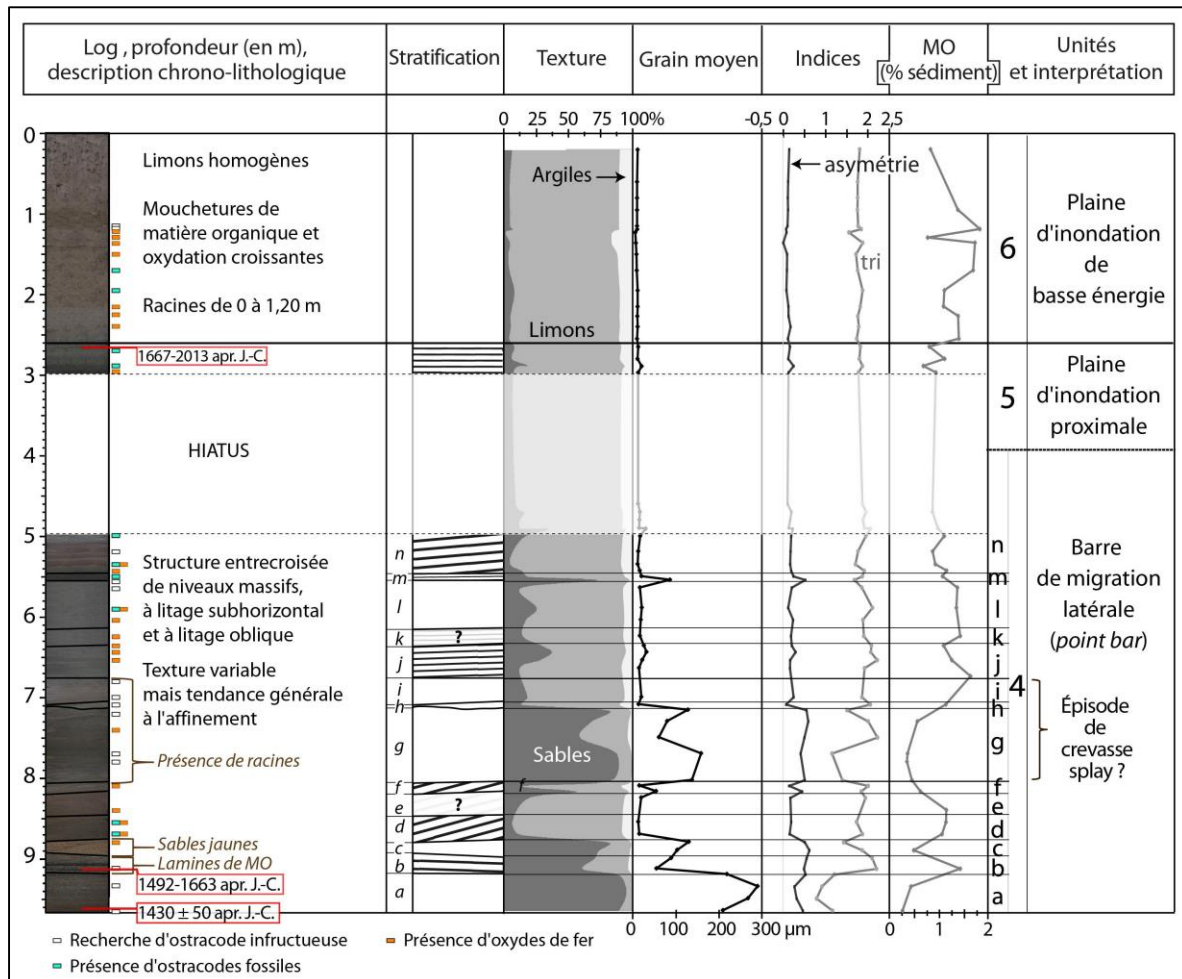 Log , profondeur (en m),
description chrono-lithologique
Stratification
Texture
Grain moyen
Indices
MO
(% sédiment)
Unités
et interprétation
0 25 75 100%
-0,5 0 1 2 2,5
0
1
2
3
4
5
6
7
8
9
Limons homogènes
Mouchetures de
matière organique et
oxydation croissantes
Racines de 0 à 1,20 m
1667-2013 apr. J.-C.
HIATUS
Structure entrecroisée
de niveaux massifs,
à litage subhorizontal
et à litage oblique
Texture variable
mais tendance générale
à l'affinement
Présence de racines
Sables jaunes
Lamines de MO
1492-1663 apr. J.-C.
1430 ± 50 apr. J.-C.
n
m
l
k
?
j
i
h
g
f
e
?
d
c
b
a
Argiles
Limons
Sables
f
asymétrie
tri
0 100 200 300 µm
0 1 2
6
5
4
n
m
l
k
j
i
h
g
f
e
d
c
b
a
Plaine
d'inondation
de
basse énergie
Plaine
d'inondation
proximale
Barre
de migration
latérale
(point bar)
Épisode
de
crevasse
splay ?
Recherche d'ostracode infructueuse
Présence d'oxydes de fer
Présence d'ostracodes fossiles